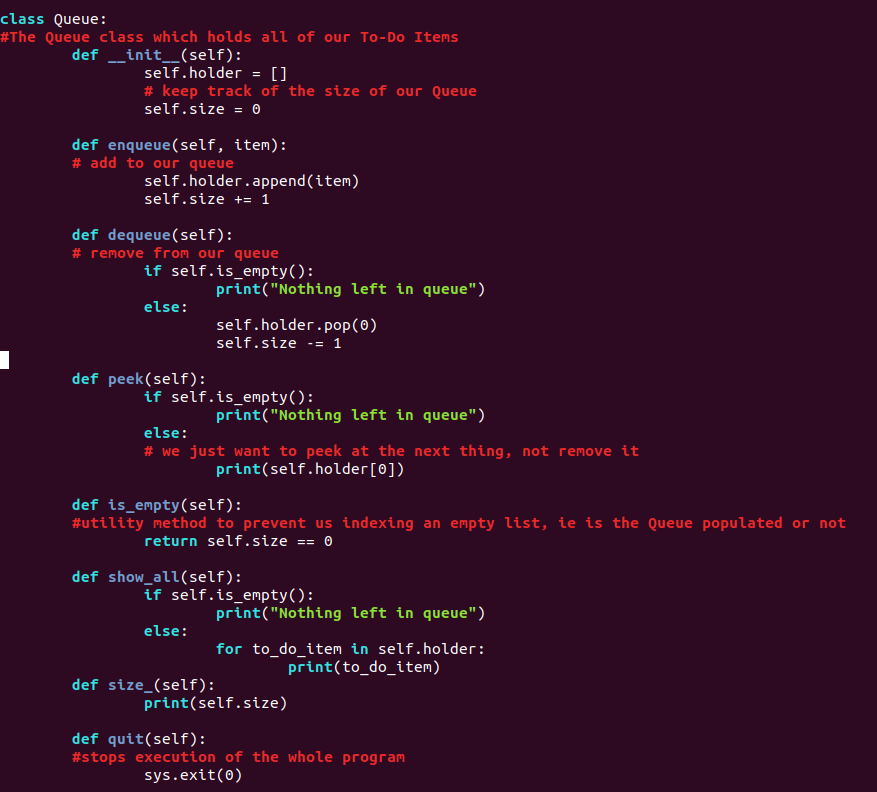 class Queue:
#The Queue class which holds all of our To-Do Items
        def __init__(self):
                self.holder = []
                # keep track of the size of our Queue
                self.size = 0

        def enqueue(self, item):
        # add to our queue
                self.holder.append(item)
                self.size += 1

        def dequeue(self):
        # remove from our queue
                if self.is_empty():
                        print("Nothing left in queue")
                else:
                        self.holder.pop(0)
                        self.size -= 1

        def peek(self):
                if self.is_empty():
                        print("Nothing left in queue")
                else:
                # we just want to peek at the next thing, not remove it
                        print(self.holder[0])

        def is_empty(self):
        #utility method to prevent us indexing an empty list, ie is the Queue populated or not
                return self.size == 0

        def show_all(self):
                if self.is_empty():
                        print("Nothing left in queue")
                else:
                        for to_do_item in self.holder:
                                print(to_do_item)
        def size_(self):
                print(self.size)

        def quit(self):
        #stops execution of the whole program
                sys.exit(0)